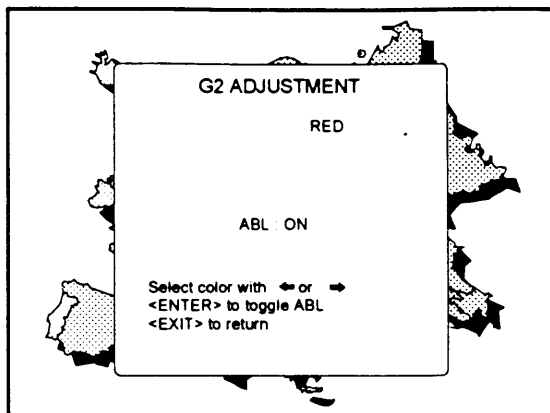 G2 ADJUSTMENT
RED
ABL : ON
Select color with ⬅ or ➡
<ENTER> to toggle ABL
<EXIT> to return